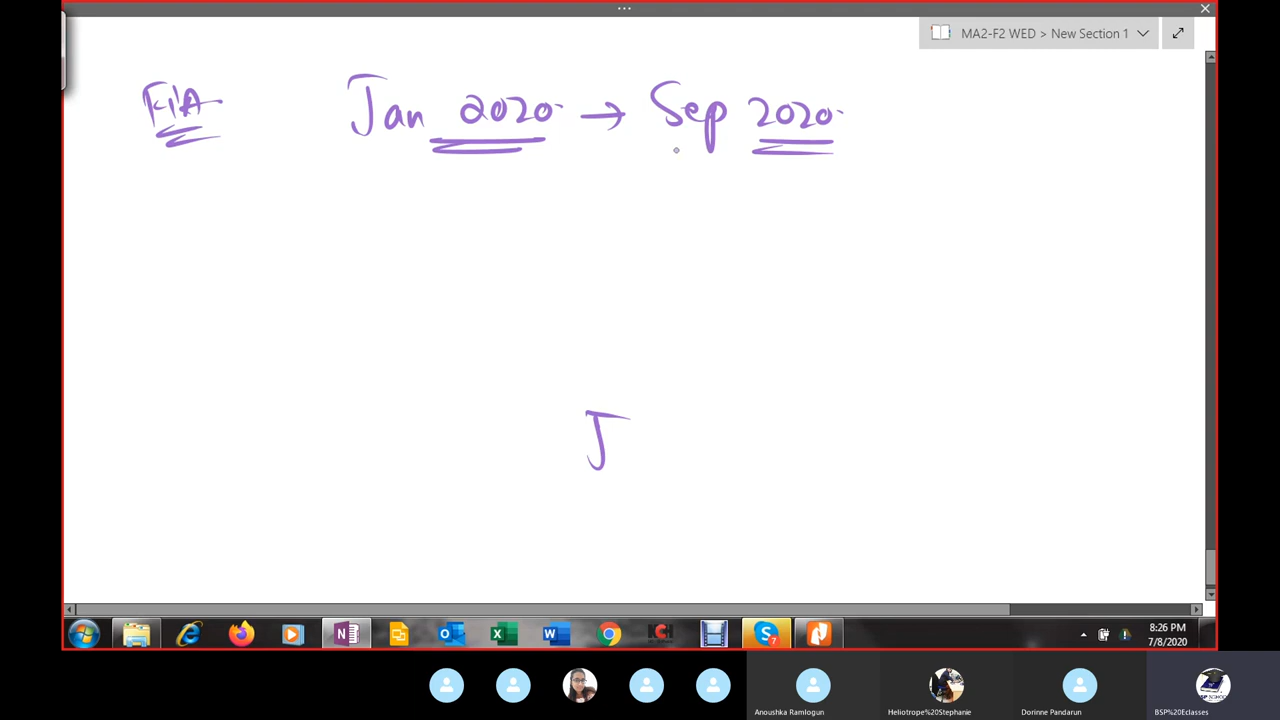 MA2-F2 WED > New Section 1
FIA Jan 2020 → Sep 2020
J
8:26 PM
7/8/2020
Anoushka Ramlogun
Heliotrope%20Stephanie
Dorinne Pandarun
BSP%20Eclasses